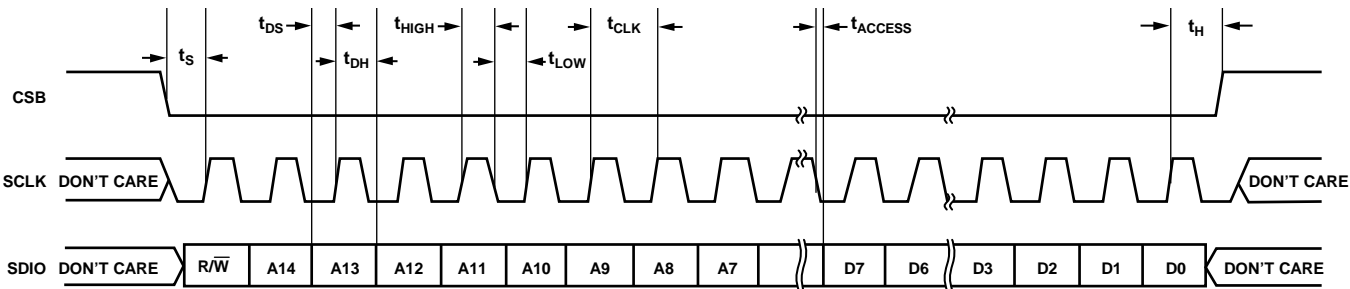 tDS tHIGH tCLK tACCESS tH
tS tDH tLOW
CSB
SCLK DON'T CARE DON'T CARE
SDIO DON'T CARE R/W̅ A14 A13 A12 A11 A10 A9 A8 A7 D7 D6 D3 D2 D1 D0 DON'T CARE